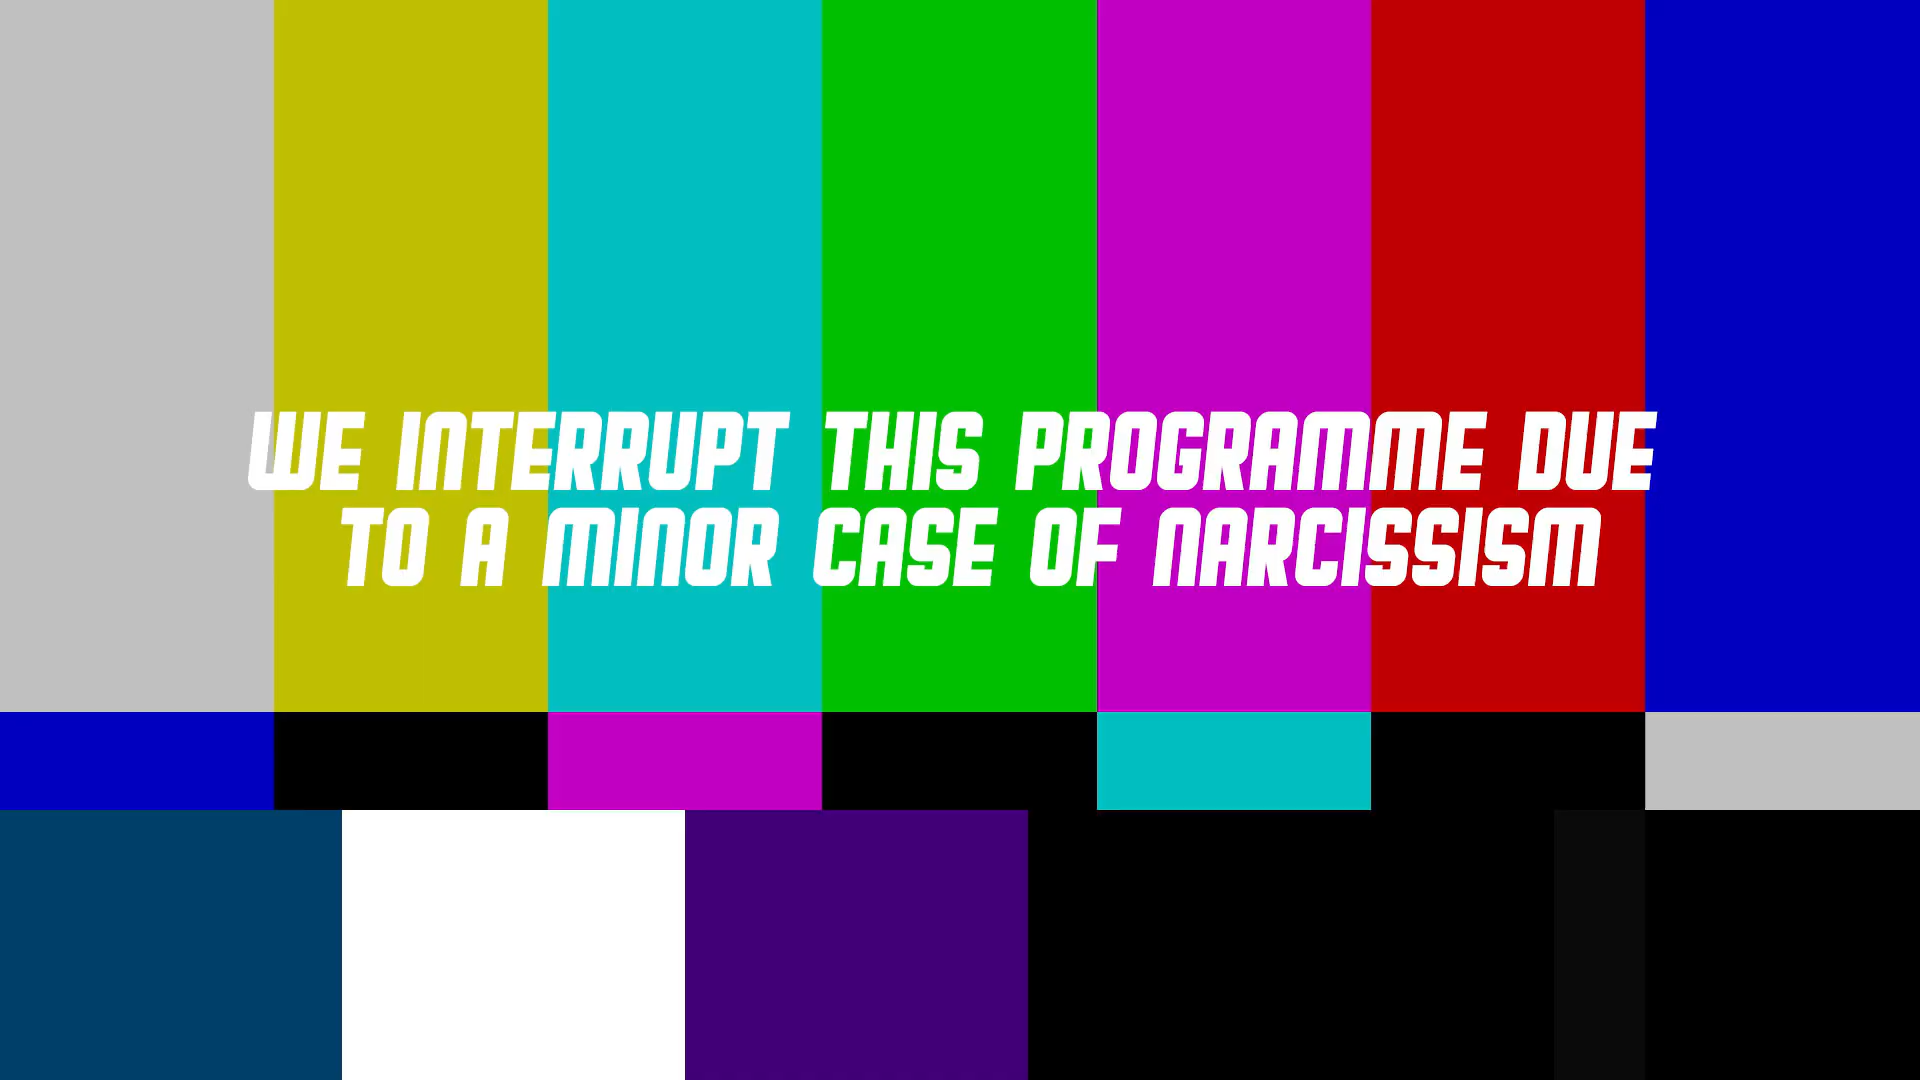 WE INTERRUPT THIS PROGRAMME DUE
TO A MINOR CASE OF NARCISSISM